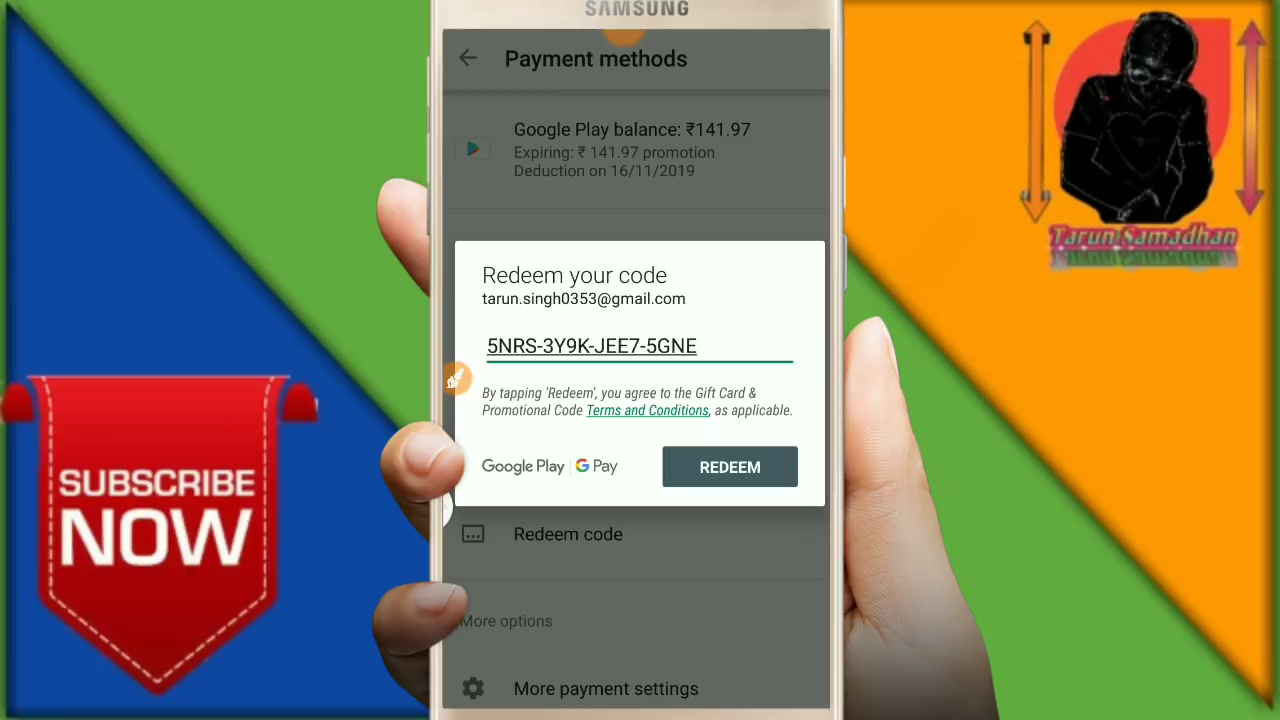 SAMSUNG
Payment methods
Google Play balance: ₹141.97
Expiring: ₹ 141.97 promotion
Deduction on 16/11/2019
Redeem your code
tarun.singh0353@gmail.com
5NRS-3Y9K-JEE7-5GNE
By tapping 'Redeem', you agree to the Gift Card &
Promotional Code Terms and Conditions, as applicable.
Google Play | G Pay
REDEEM
Redeem code
More options
More payment settings
SUBSCRIBE
NOW
Tarun Samadhan